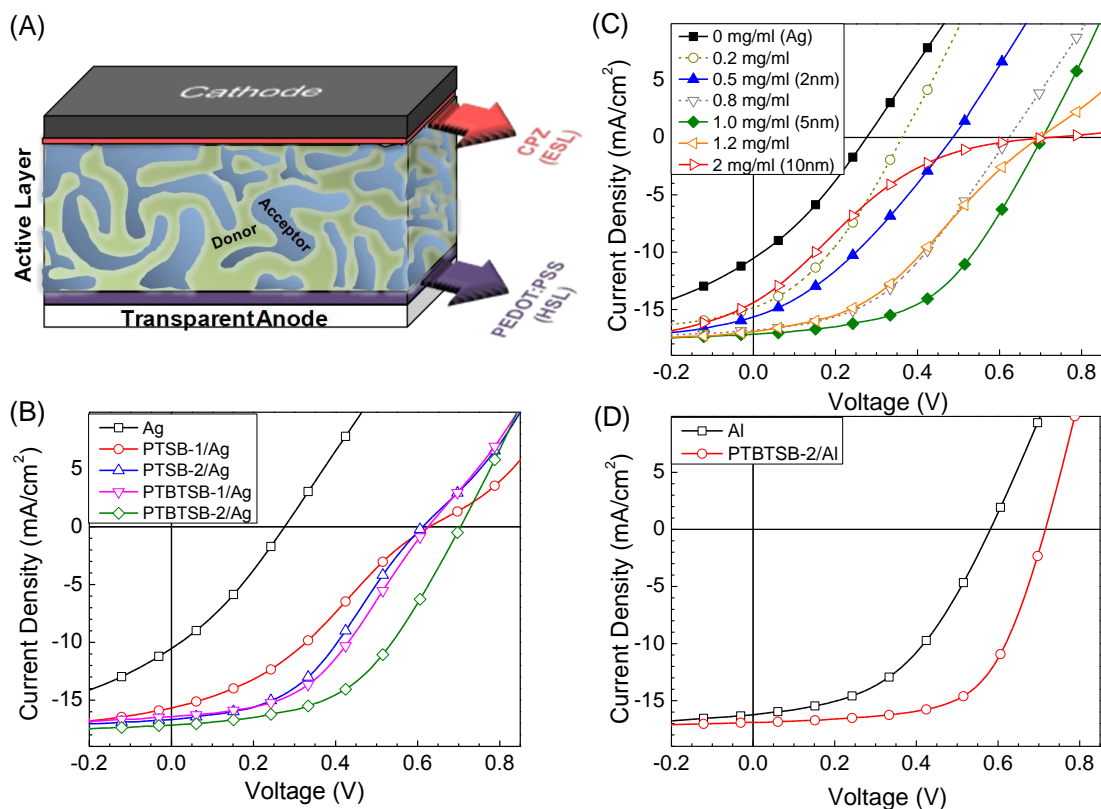 (A)
Cathode
CPZ
(ESL)
Active Layer
Donor
Acceptor
PEDOT:PSS
(HSL)
TransparentAnode
(C)
0 mg/ml (Ag)
0.2 mg/ml
0.5 mg/ml (2nm)
0.8 mg/ml
1.0 mg/ml (5nm)
1.2 mg/ml
2 mg/ml (10nm)
5
0
-5
-10
-15
Current Density (mA/cm²)
-0.2 0.0 0.2 0.4 0.6 0.8
Voltage (V)
(B)
Ag
PTSB-1/Ag
PTSB-2/Ag
PTBTSB-1/Ag
PTBTSB-2/Ag
5
0
-5
-10
-15
Current Density (mA/cm²)
-0.2 0.0 0.2 0.4 0.6 0.8
Voltage (V)
(D)
Al
PTBTSB-2/Al
5
0
-5
-10
-15
Current Density (mA/cm²)
-0.2 0.0 0.2 0.4 0.6 0.8
Voltage (V)